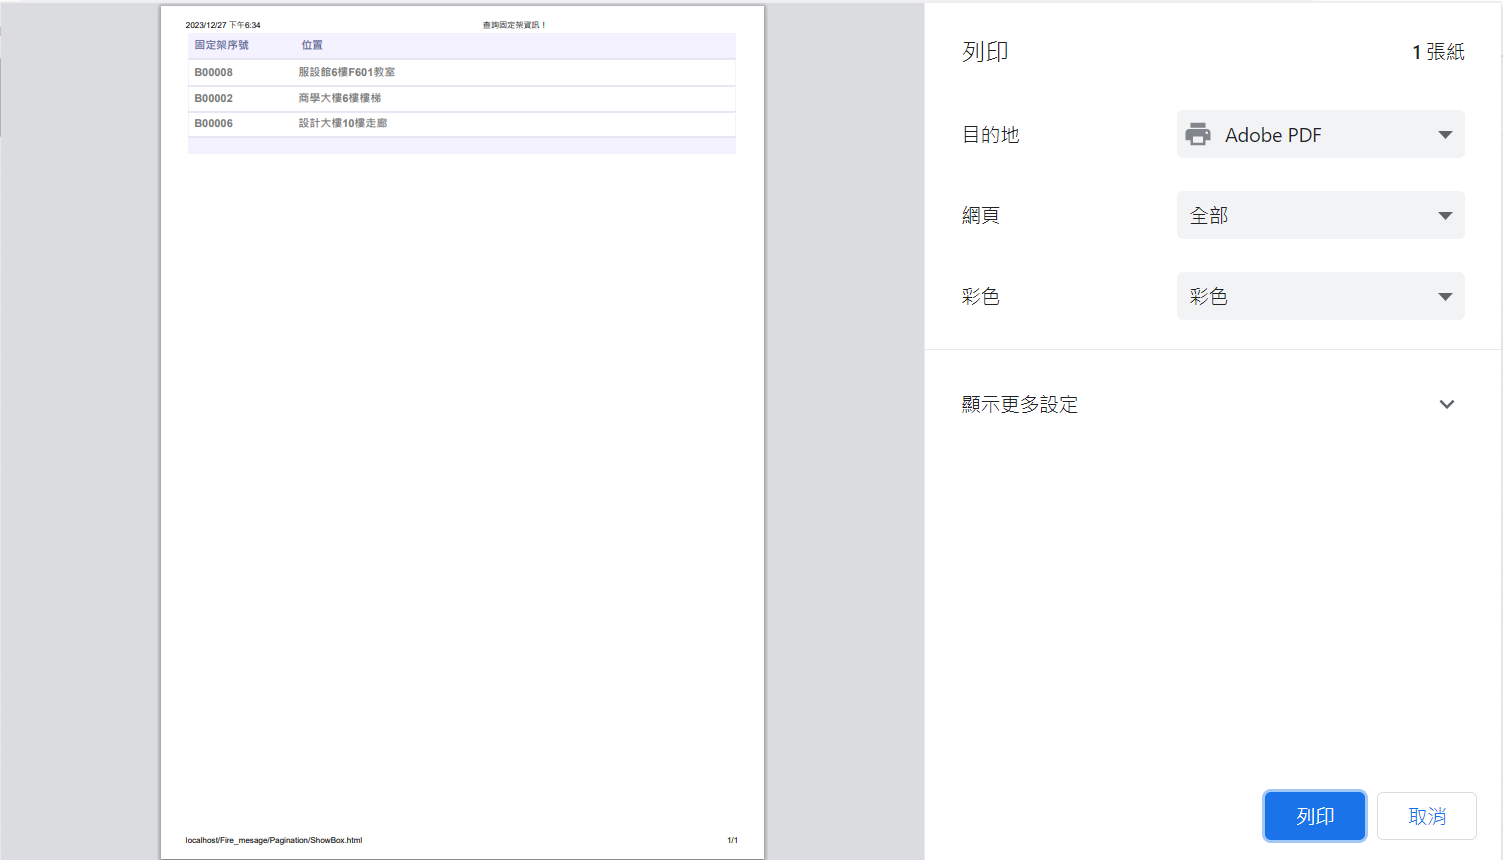 2023/12/27 下午6:34 查詢固定架資訊！
固定架序號 位置
B00008 服設館6樓F601教室
B00002 商學大樓6樓樓梯
B00006 設計大樓10樓走廊
localhost/Fire_mesage/Pagination/ShowBox.html 1/1
列印 1 張紙
目的地 Adobe PDF
網頁 全部
彩色 彩色
顯示更多設定
列印 取消